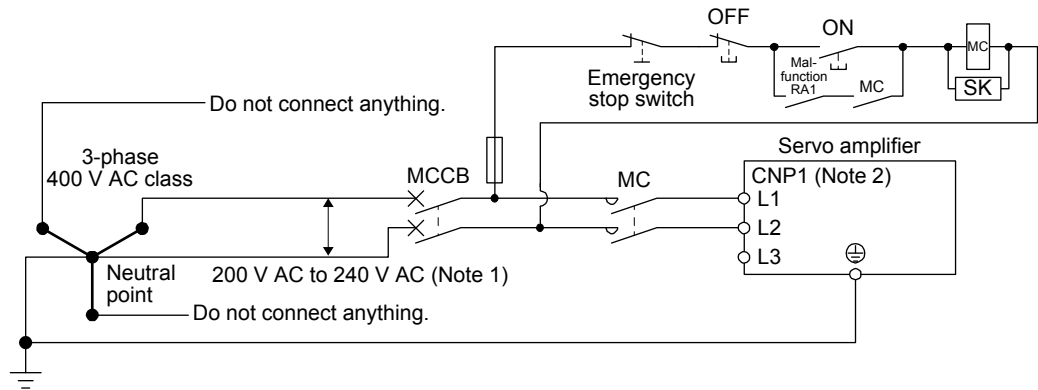 OFF
ON
MC
Mal-
function
RA1
MC
SK
Emergency
stop switch
Do not connect anything.
3-phase
400 V AC class
MCCB
MC
Servo amplifier
CNP1 (Note 2)
L1
L2
L3
Neutral
point
200 V AC to 240 V AC (Note 1)
Do not connect anything.